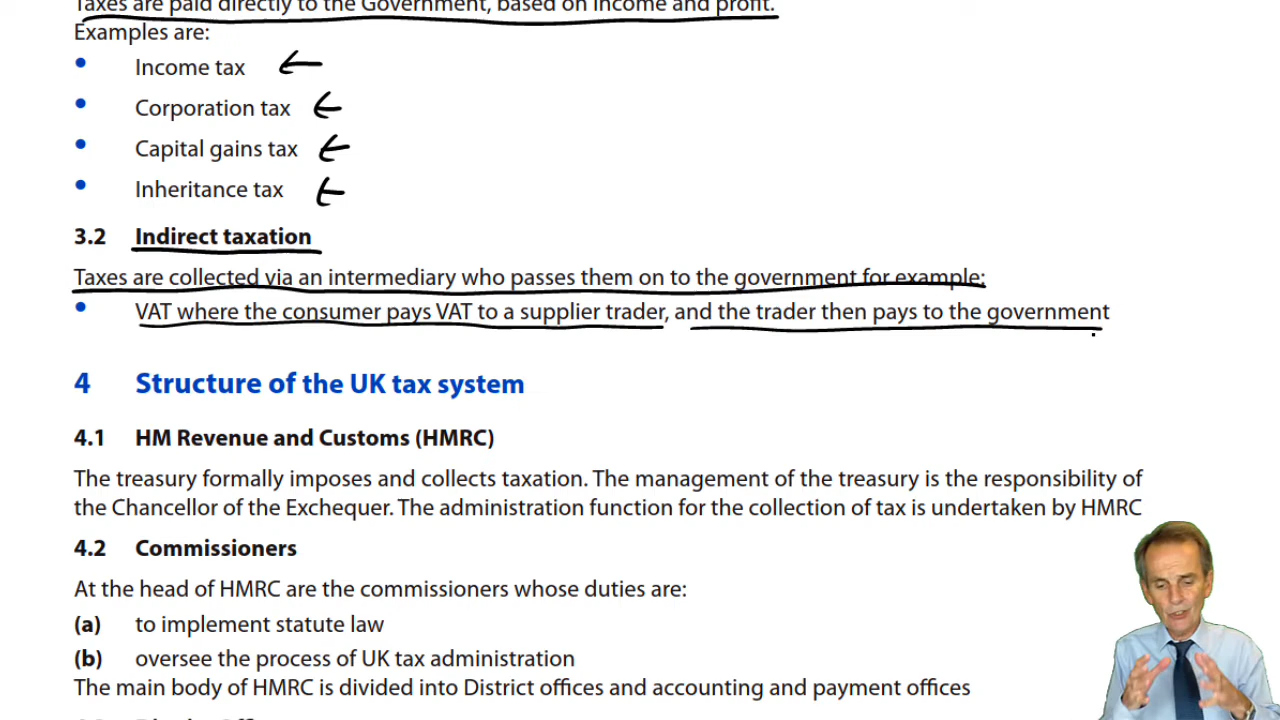 Taxes are paid directly to the Government, based on income and profit.
Examples are:
• Income tax
• Corporation tax
• Capital gains tax
• Inheritance tax
3.2 Indirect taxation
Taxes are collected via an intermediary who passes them on to the government for example:
• VAT where the consumer pays VAT to a supplier trader, and the trader then pays to the government
4 Structure of the UK tax system
4.1 HM Revenue and Customs (HMRC)
The treasury formally imposes and collects taxation. The management of the treasury is the responsibility of
the Chancellor of the Exchequer. The administration function for the collection of tax is undertaken by HMRC
4.2 Commissioners
At the head of HMRC are the commissioners whose duties are:
(a) to implement statute law
(b) oversee the process of UK tax administration
The main body of HMRC is divided into District offices and accounting and payment offices